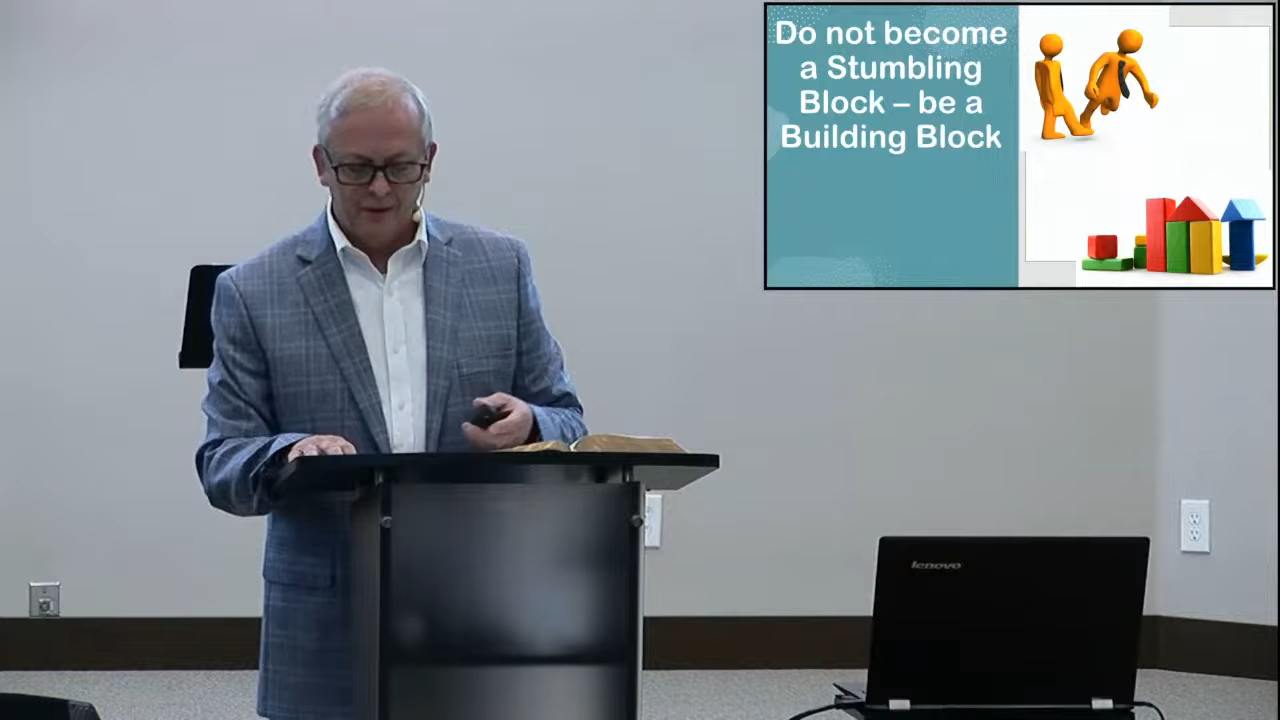 Do not become
a Stumbling
Block – be a
Building Block
lenovo